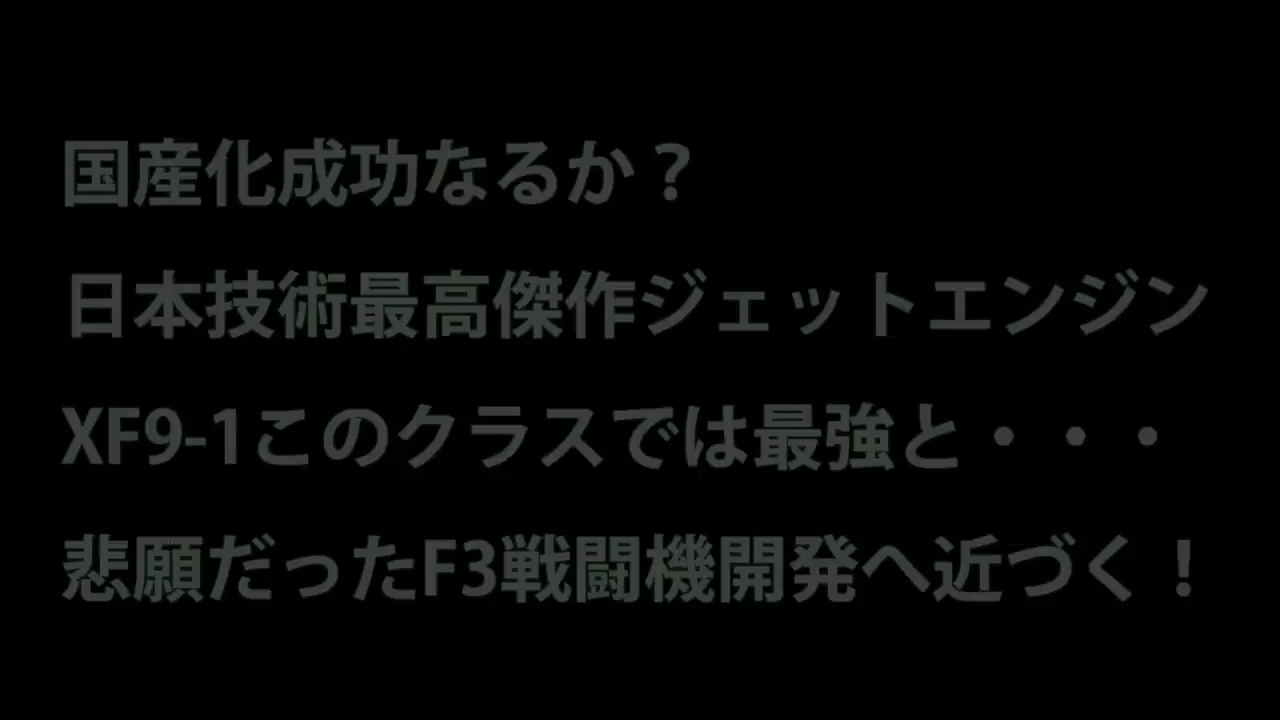 国産化成功なるか？
日本技術最高傑作ジェットエンジン
XF9-1このクラスでは最強と・・・
悲願だったF3戦闘機開発へ近づく！